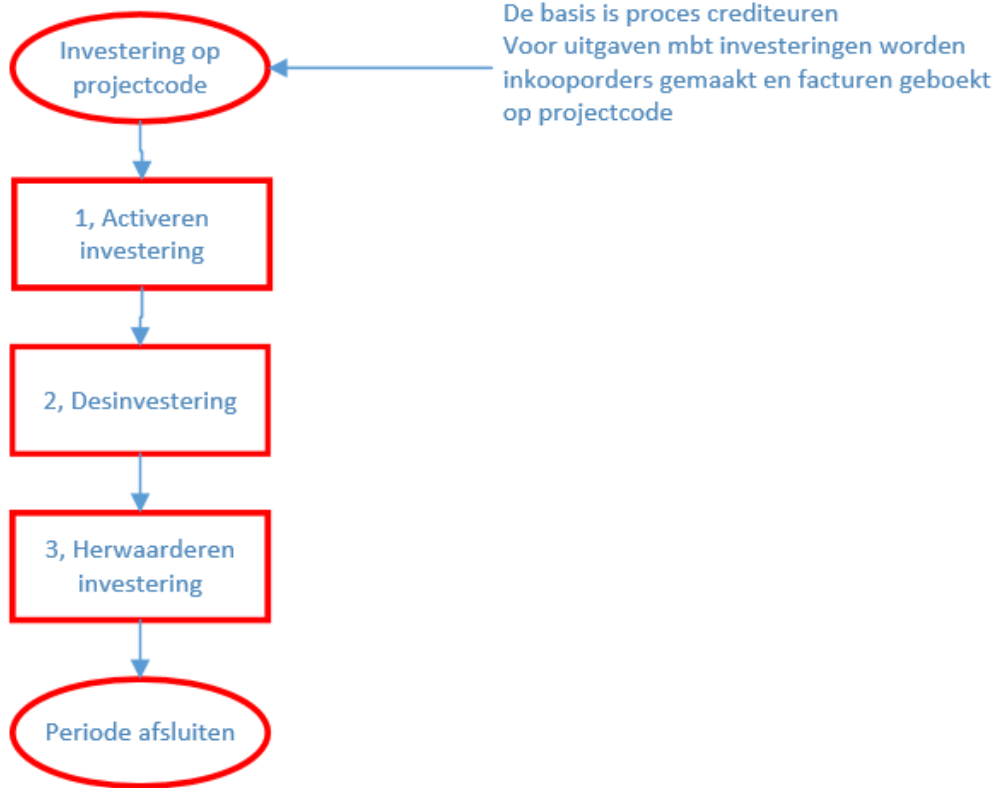 De basis is proces crediteuren
Voor uitgaven mbt investeringen worden
inkooporders gemaakt en facturen geboekt
op projectcode
Investering op
projectcode
1, Activeren
investering
2, Desinvestering
3, Herwaarderen
investering
Periode afsluiten